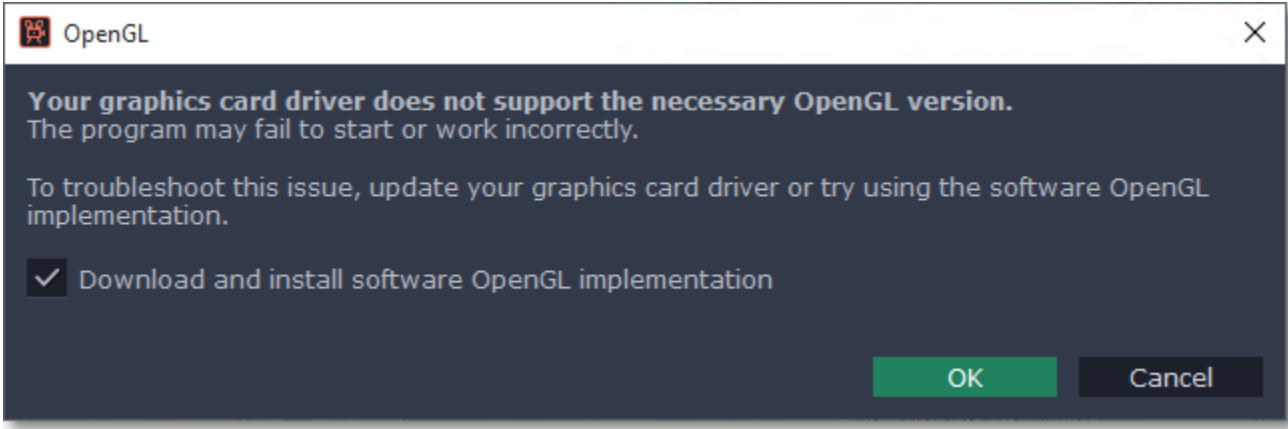 OpenGL
Your graphics card driver does not support the necessary OpenGL version.
The program may fail to start or work incorrectly.
To troubleshoot this issue, update your graphics card driver or try using the software OpenGL
implementation.
Download and install software OpenGL implementation
OK Cancel